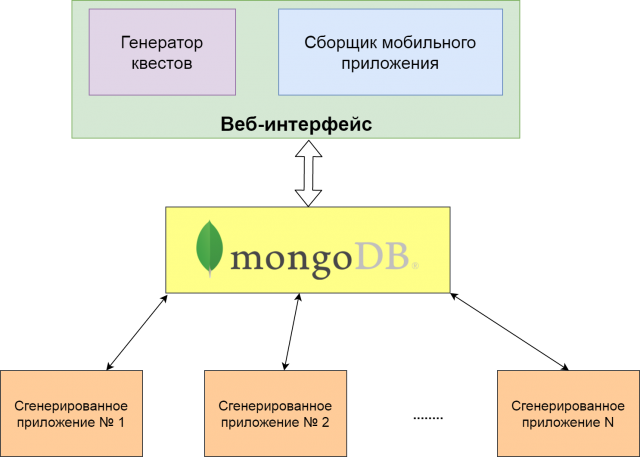 Генератор
квестов
Сборщик мобильного
приложения
Веб-интерфейс
mongoDB®
Сгенерированное
приложение № 1
Сгенерированное
приложение № 2
........
Сгенерированное
приложение N